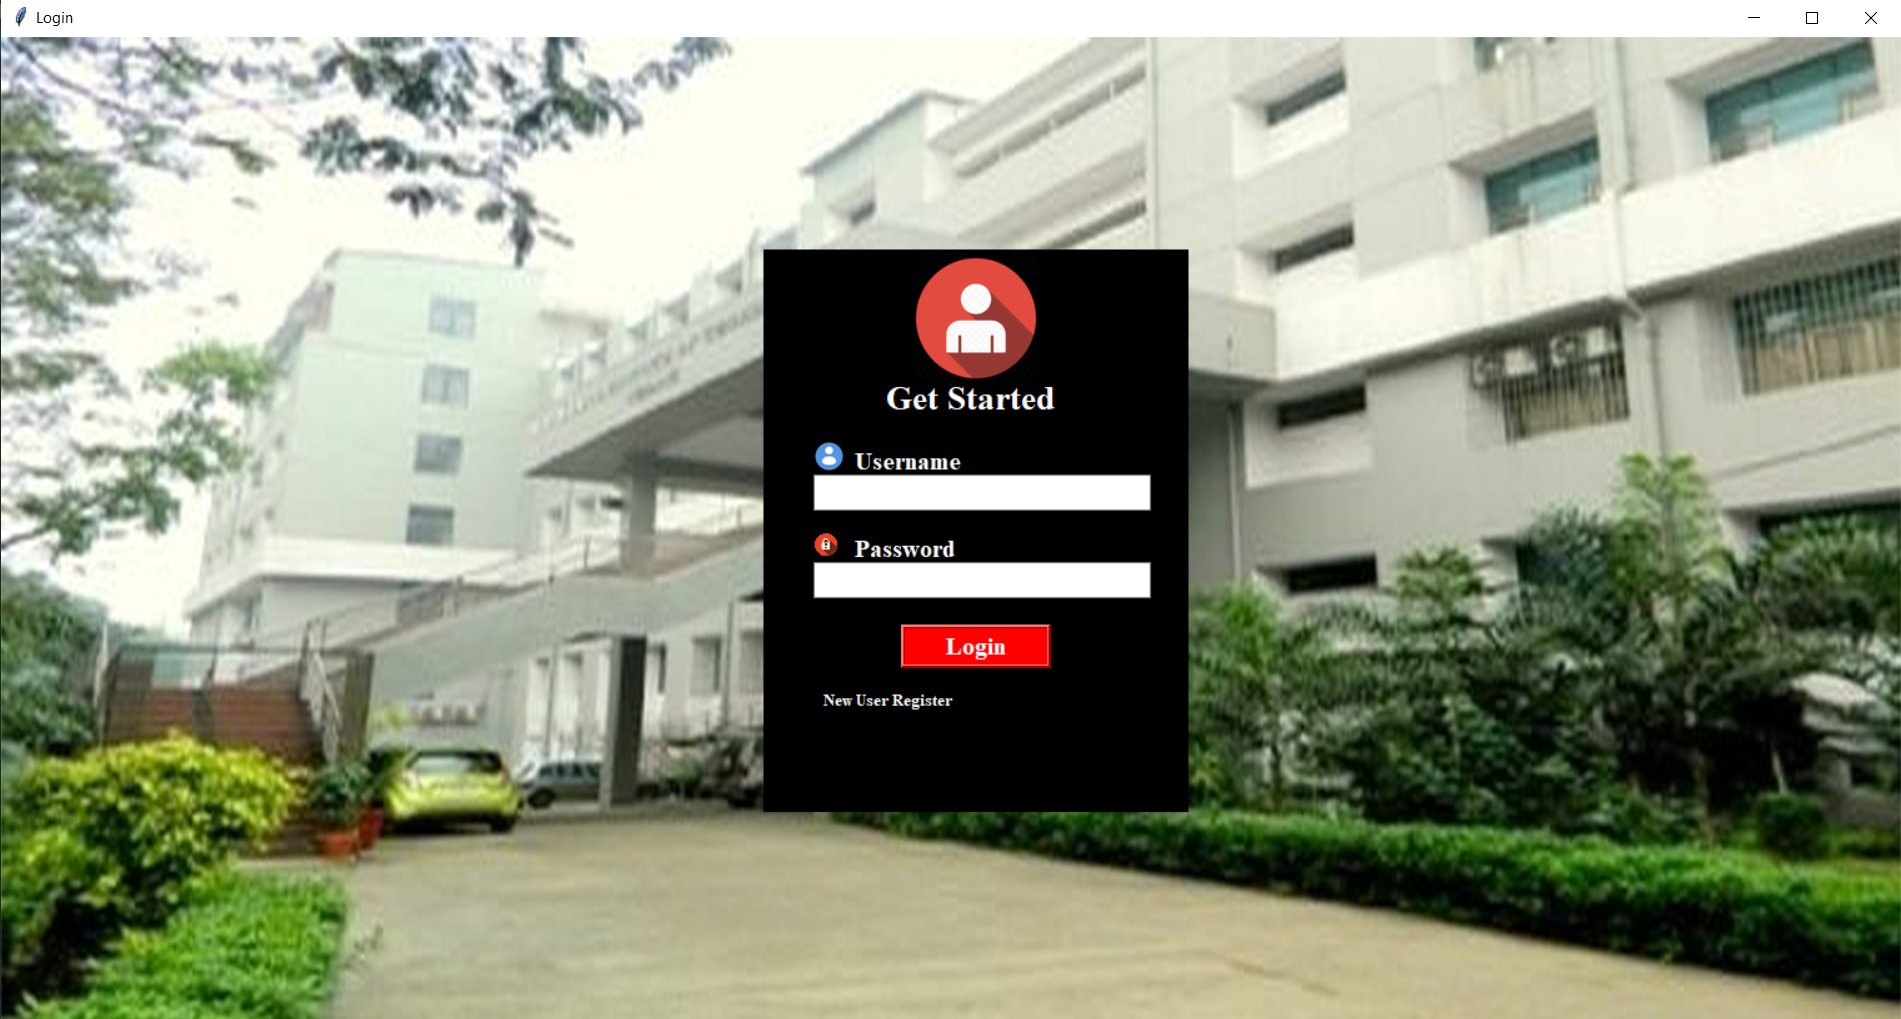 Login
Get Started
Username
Password
Login
New User Register